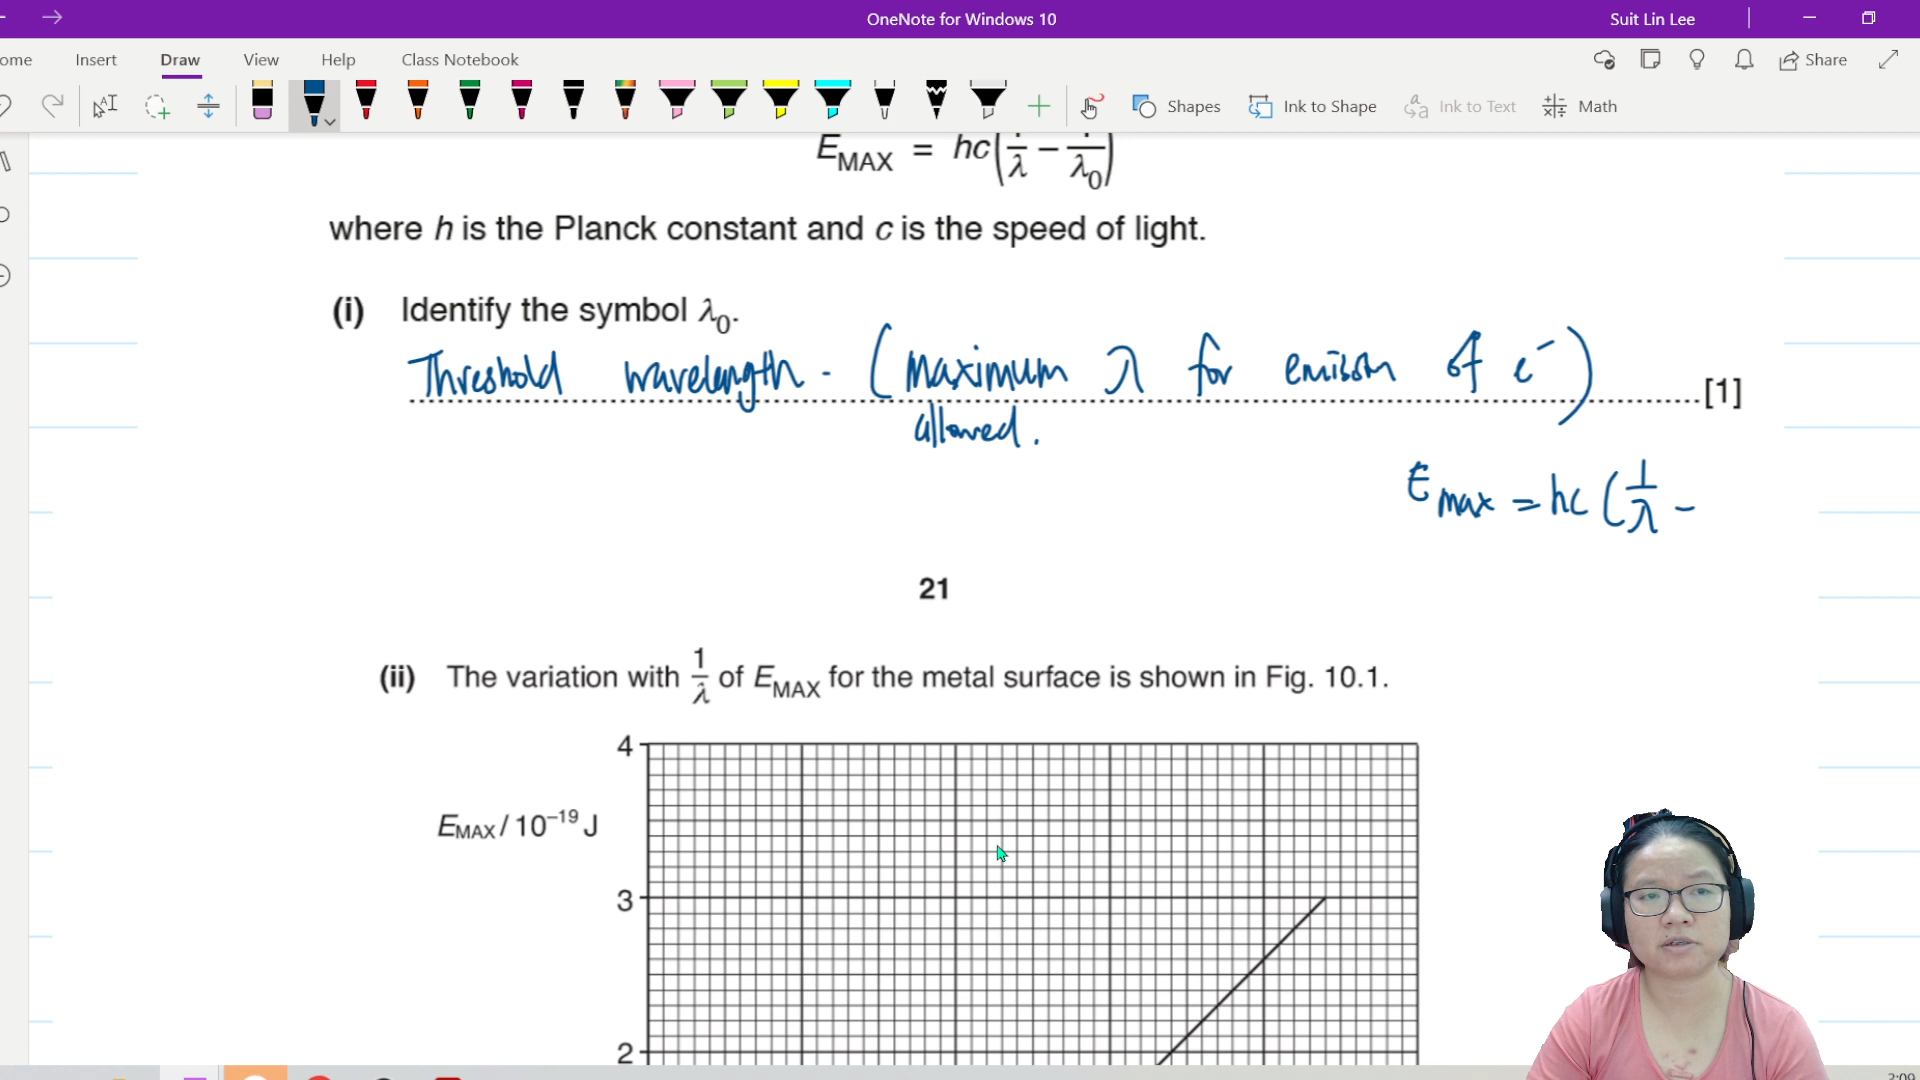 OneNote for Windows 10
Suit Lin Lee
ome Insert Draw View Help Class Notebook
Share
Shapes Ink to Shape Ink to Text Math
E_MAX = hc(1/λ − 1/λ₀)
where h is the Planck constant and c is the speed of light.
(i) Identify the symbol λ₀.
Threshold wavelength - (maximum λ for emission of e⁻)
[1]
allowed.
E max = hc (1/λ −
21
(ii) The variation with 1/λ of E_MAX for the metal surface is shown in Fig. 10.1.
4
E_MAX / 10⁻¹⁹ J
3
2